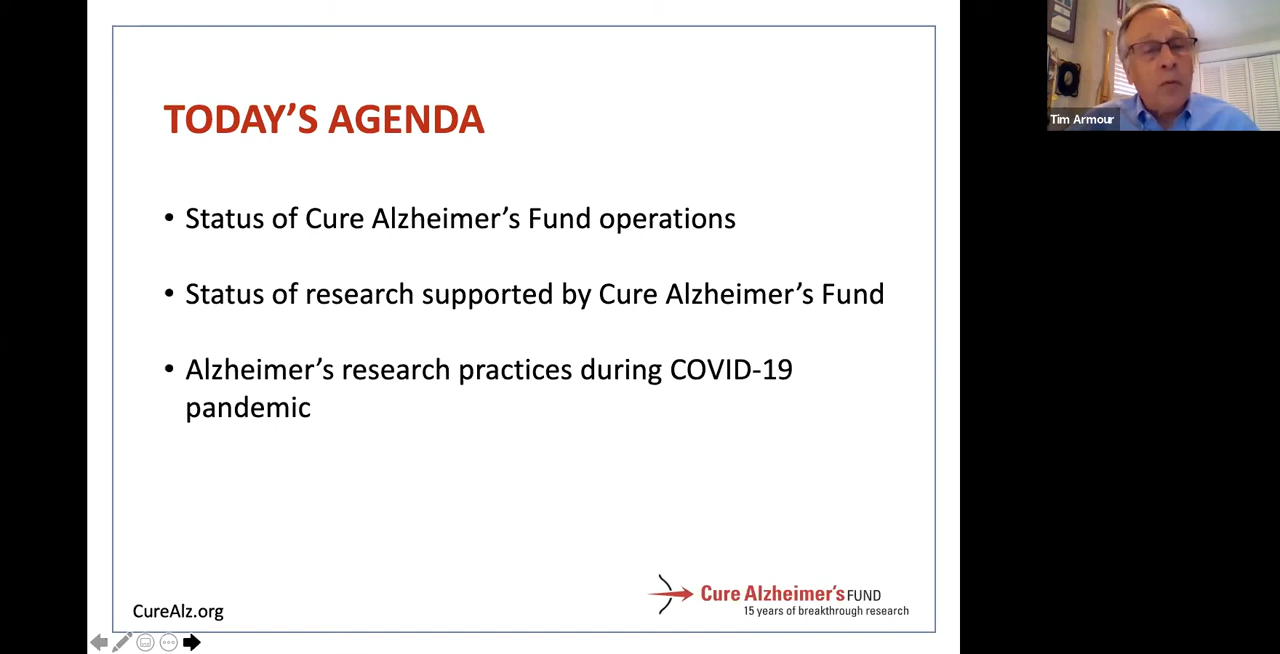 TODAY’S AGENDA
• Status of Cure Alzheimer’s Fund operations
• Status of research supported by Cure Alzheimer’s Fund
• Alzheimer’s research practices during COVID-19
pandemic
CureAlz.org
Cure Alzheimer’s FUND
15 years of breakthrough research
Tim Armour